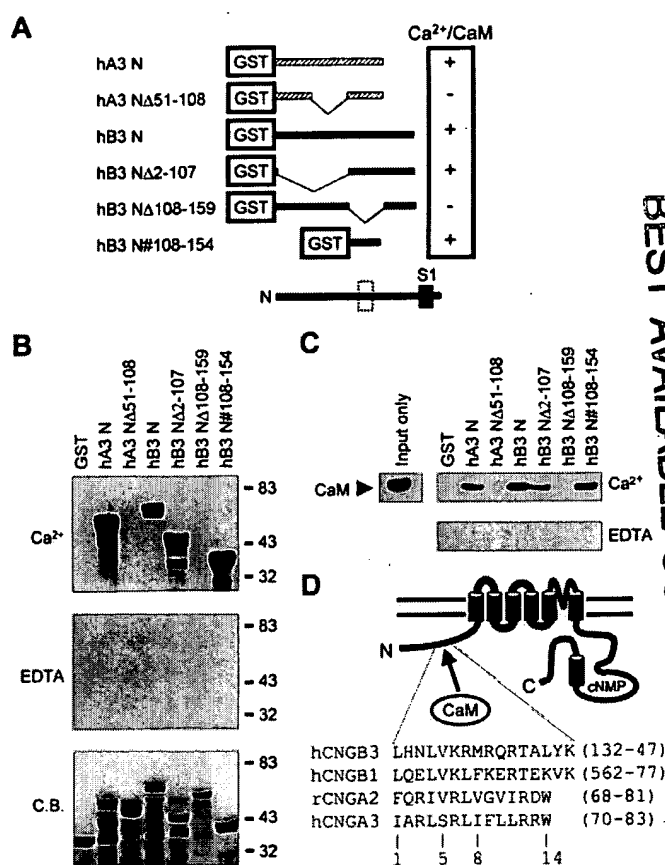 A
Ca²⁺/CaM
hA3 N GST +
hA3 NΔ51-108 GST -
hB3 N GST +
hB3 NΔ2-107 GST +
hB3 NΔ108-159 GST -
hB3 N#108-154 GST +
N S1
B
GST
hA3 N
hA3 NΔ51-108
hB3 N
hB3 NΔ2-107
hB3 NΔ108-159
hB3 N#108-154
Ca²⁺
- 83
- 43
- 32
EDTA
- 83
- 43
- 32
C.B.
- 83
- 43
- 32
C
Input only
GST
hA3 N
hA3 NΔ51-108
hB3 N
hB3 NΔ2-107
hB3 NΔ108-159
hB3 N#108-154
CaM
Ca²⁺
EDTA
D
N
CaM
C
cNMP
hCNGB3 LHNLVKRMRQRTALYK (132-47)
hCNGB1 LQELVKLFKERTEKVK (562-77)
rCNGA2 FQRIVRLVGVIRDW (68-81)
hCNGA3 IARLSRLIFLLRRW (70-83)
1 5 8 14
BEST AVAILABLE